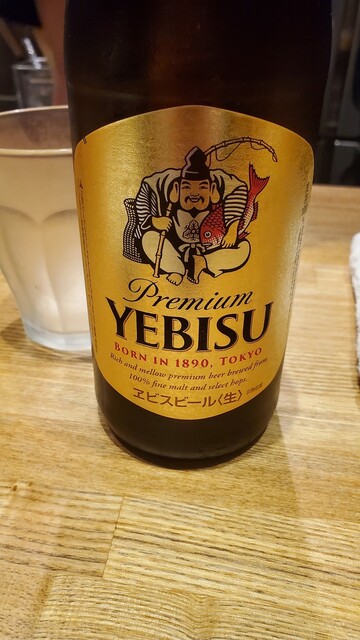 Premium
YEBISU
BORN IN 1890, TOKYO
Rich and mellow premium beer brewed from
100% fine malt and select hops.
ヱビスビール〈生〉